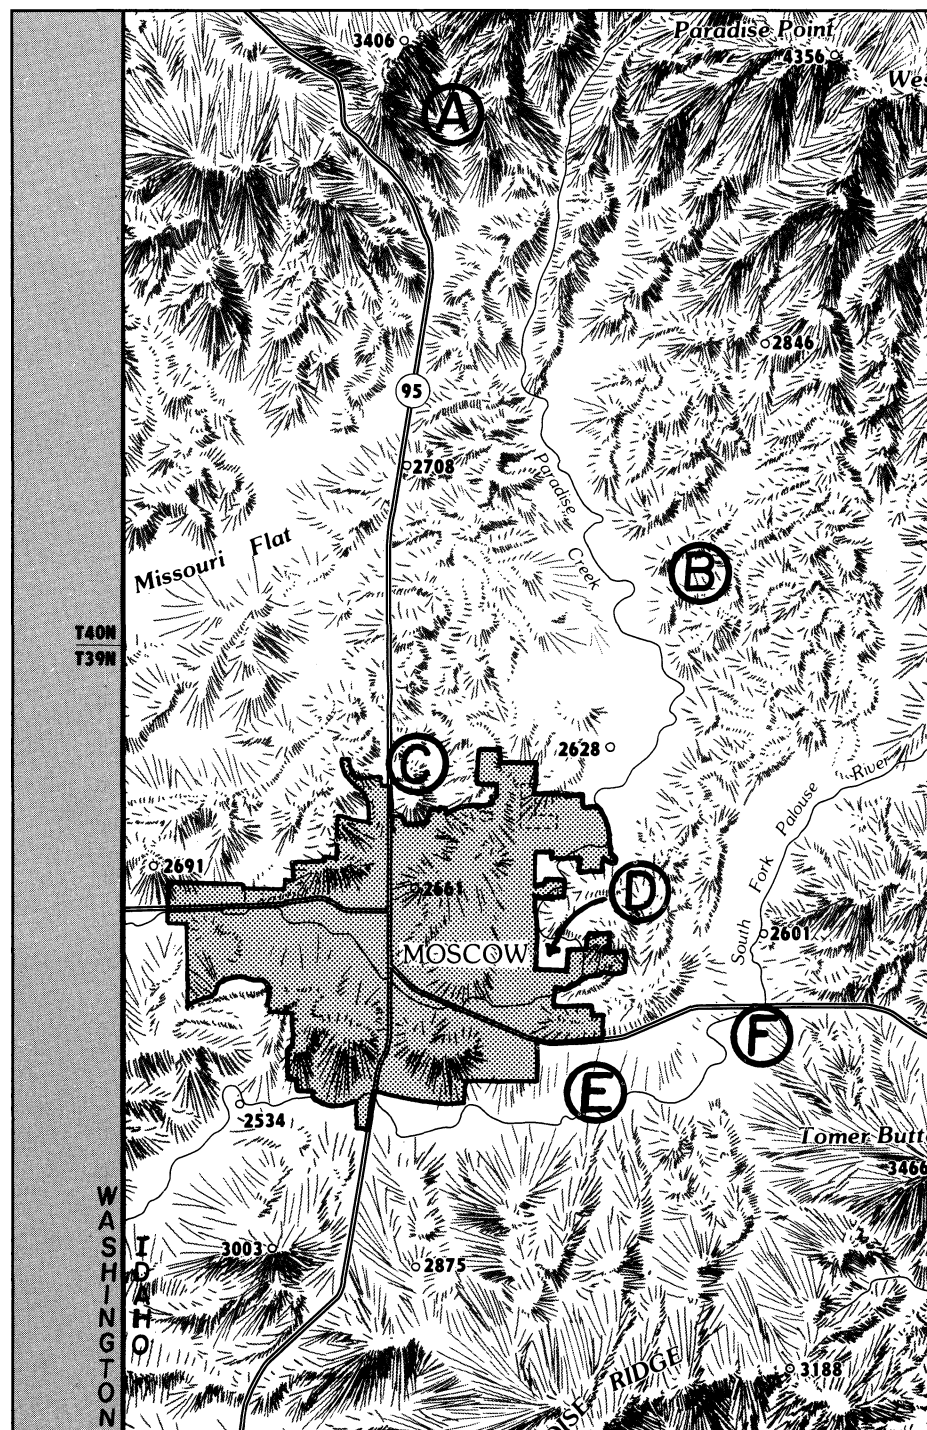 Paradise Point
3406
4356
A
2846
95
2708
Paradise
Creek
Missouri Flat
B
T40N
T39N
C
2628
River
Palouse
Fork
South
2691
2661
D
2601
MOSCOW
F
E
2534
Tomer Butt
3466
WASHINGTON
IDAHO
3003
2875
3188
RIDGE